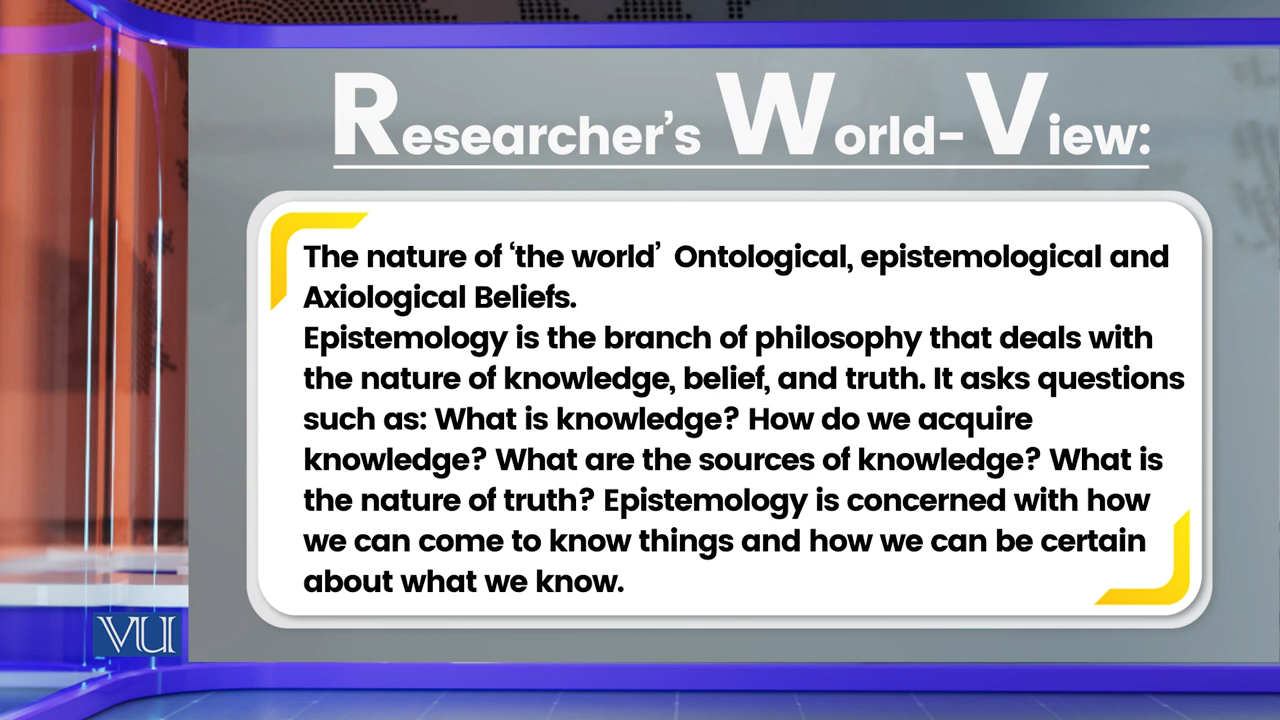 Researcher's World-View:
The nature of ‘the world’  Ontological, epistemological and
Axiological Beliefs.
Epistemology is the branch of philosophy that deals with
the nature of knowledge, belief, and truth. It asks questions
such as: What is knowledge? How do we acquire
knowledge? What are the sources of knowledge? What is
the nature of truth? Epistemology is concerned with how
we can come to know things and how we can be certain
about what we know.
VU